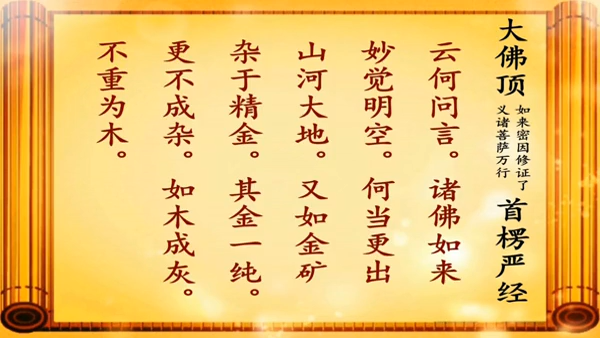 大佛顶
如来密因修证了
义诸菩萨万行
首楞严经
云何问言。诸佛如来
妙觉明空。何当更出
山河大地。又如金矿
杂于精金。其金一纯。
更不成杂。如木成灰。
不重为木。